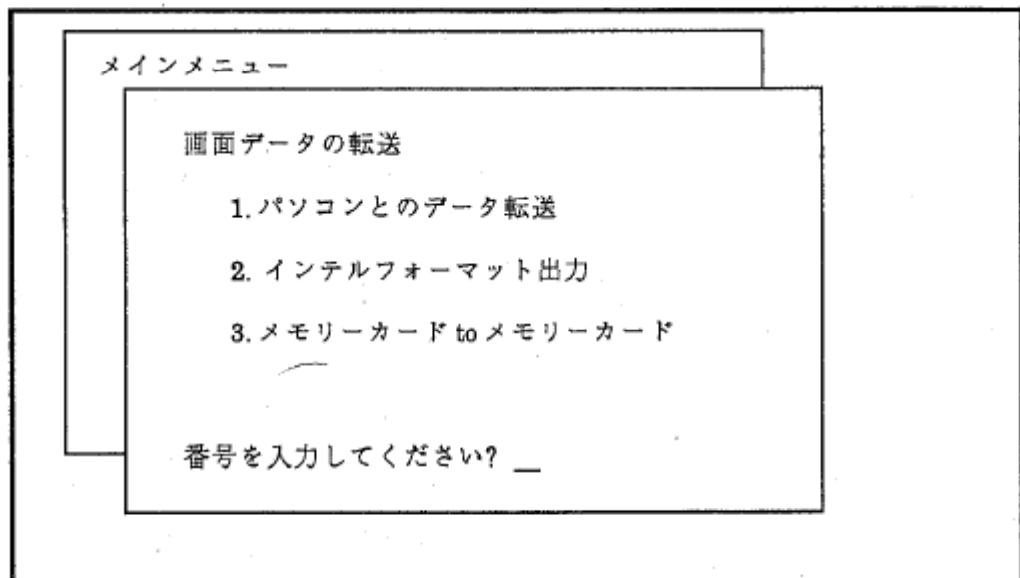 メインメニュー
画面データの転送
1. パソコンとのデータ転送
2. インテルフォーマット出力
3. メモリーカード to メモリーカード
番号を入力してください? _